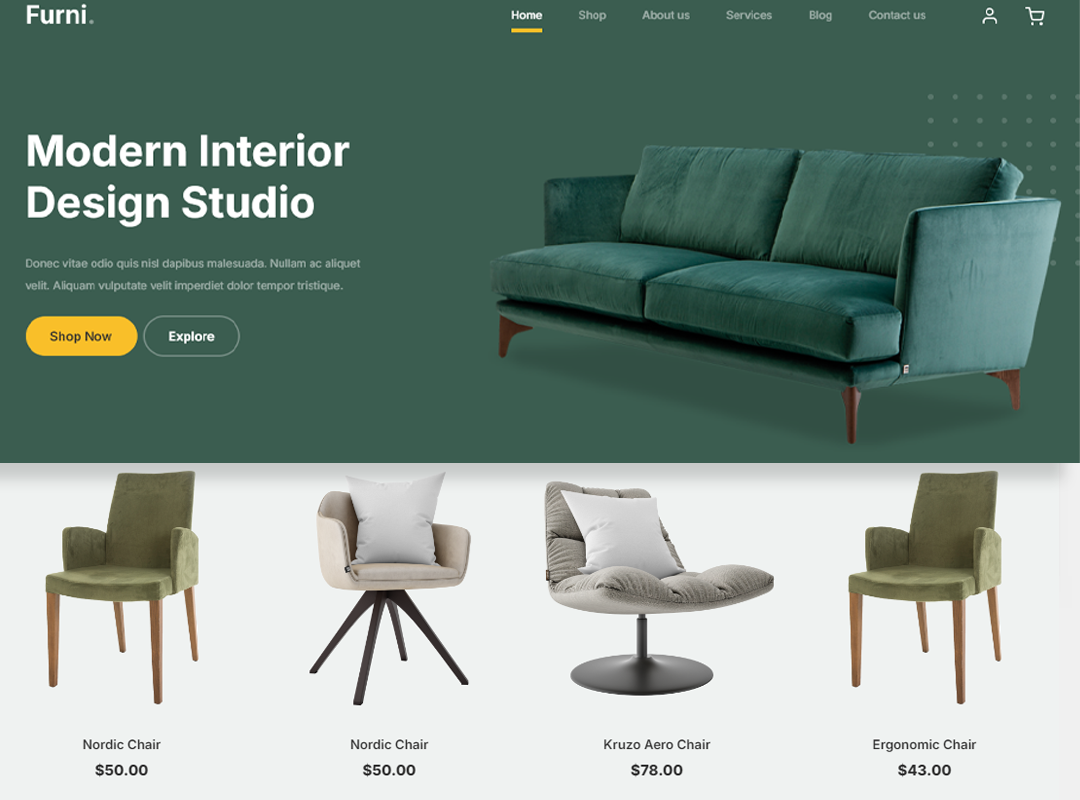 Furni.
Home Shop About us Services Blog Contact us
Modern Interior
Design Studio
Donec vitae odio quis nisl dapibus malesuada. Nullam ac aliquet
velit. Aliquam vulputate velit imperdiet dolor tempor tristique.
Shop Now Explore
Nordic Chair Nordic Chair Kruzo Aero Chair Ergonomic Chair
$50.00 $50.00 $78.00 $43.00